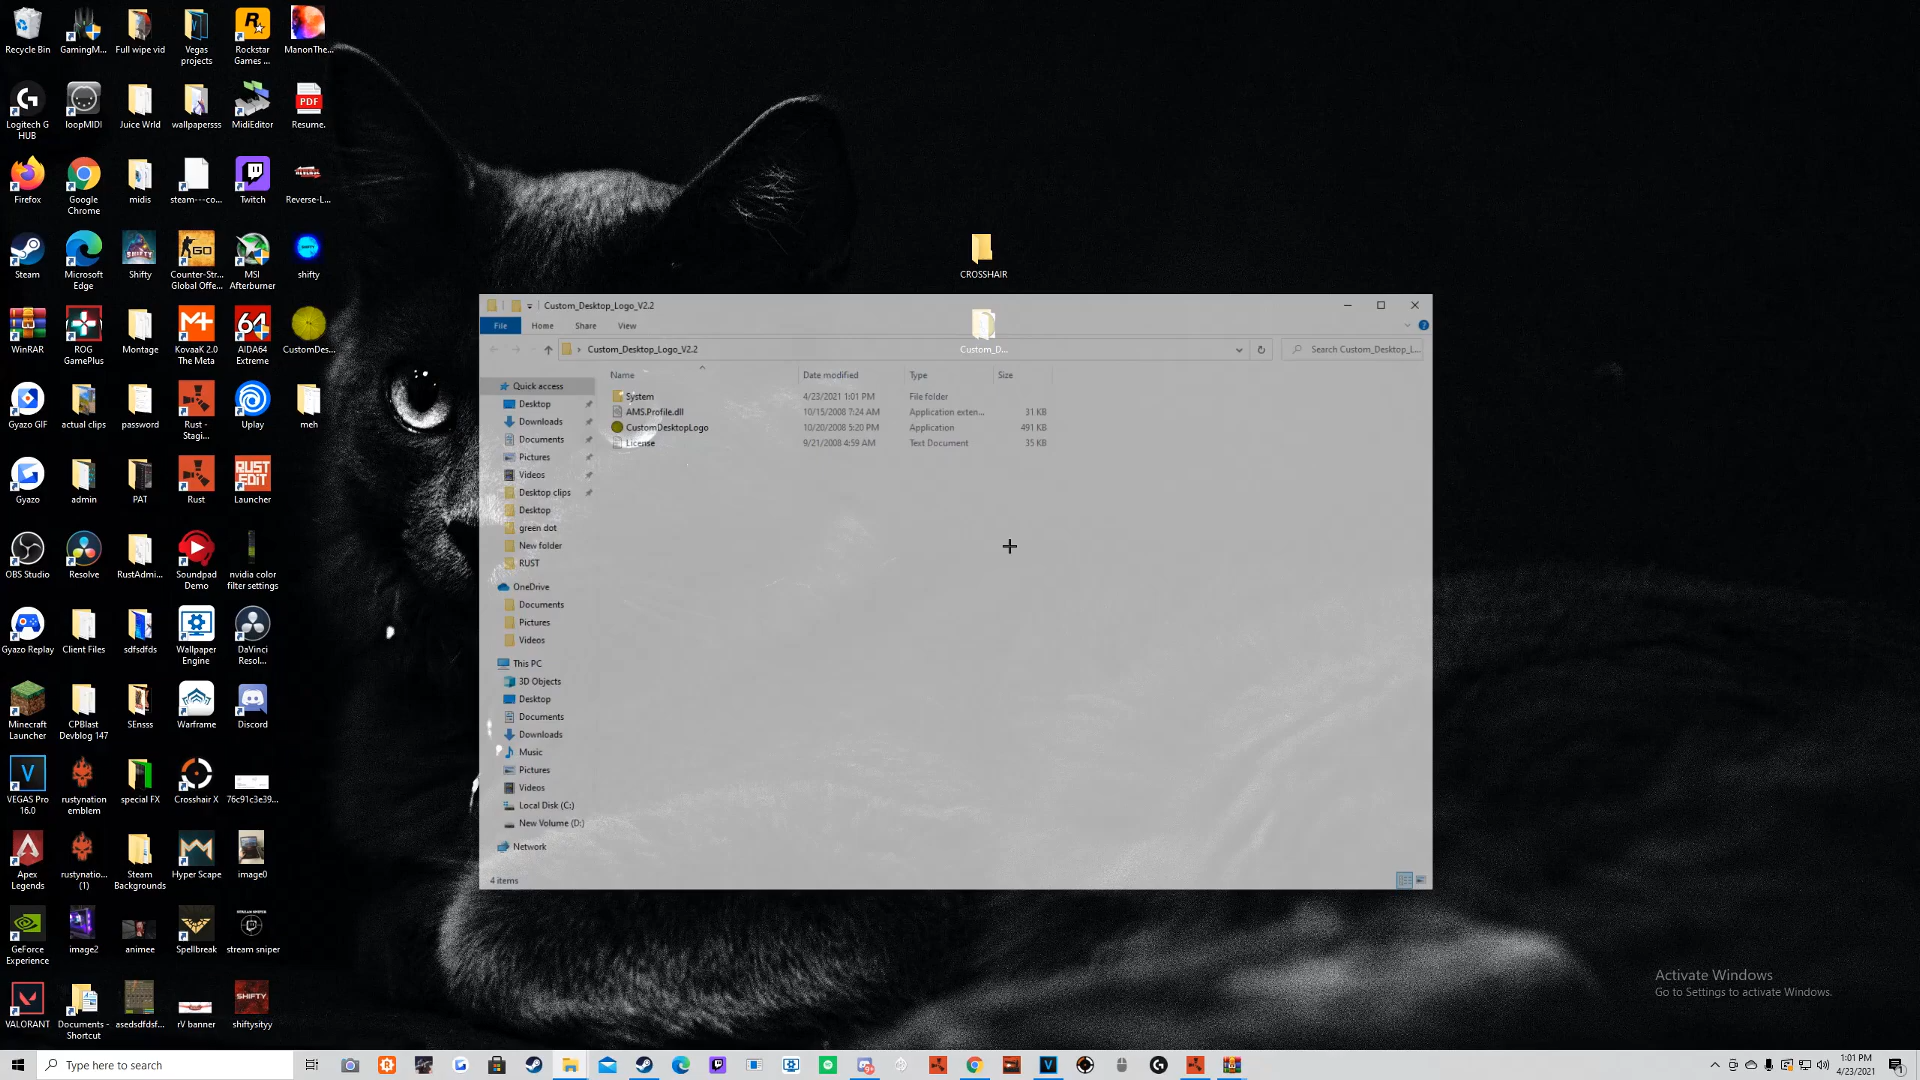 Recycle Bin
GamingM...
Full wipe vid
Vegas
projects
Rockstar
Games ...
ManonThe...
Logitech G
HUB
loopMIDI
Juice Wrld
wallpapersss
MidiEditor
PDF
Resume.
Firefox
Google
Chrome
midis
steam---co...
Twitch
Reverse-L...
Steam
Microsoft
Edge
SHIFTY
Shifty
GO
Counter-Str...
Global Offe...
MSI
Afterburner
shifty
WinRAR
ROG
GamePlus
Montage
KovaaK 2.0
The Meta
64
AIDA64
Extreme
CustomDes...
Gyazo GIF
actual clips
password
Rust -
Stagi...
Uplay
meh
Gyazo
admin
PAT
Rust
RUST
EDIT
Launcher
OBS Studio
Resolve
RustAdmi...
Soundpad
Demo
nvidia color
filter settings
Gyazo Replay
Client Files
sdfsdfds
Wallpaper
Engine
DaVinci
Resol...
Minecraft
Launcher
CPBlast
Devblog 147
SEnsss
Warframe
Discord
VEGAS Pro
16.0
rustynation
emblem
special FX
Crosshair X
76c91c3e39...
Apex
Legends
rustynatio...
(1)
Steam
Backgrounds
Hyper Scape
image0
GeForce
Experience
image2
animee
Spellbreak
stream sniper
VALORANT
Documents -
Shortcut
asedsdfdsf...
rV banner
SHIFTY
shiftysityy
CROSSHAIR
Custom_D...
Custom_Desktop_Logo_V2.2
File
Home
Share
View
Custom_Desktop_Logo_V2.2
Search Custom_Desktop_L...
Name
Date modified
Type
Size
System
4/23/2021 1:01 PM
File folder
AMS.Profile.dll
10/15/2008 7:24 AM
Application exten...
31 KB
CustomDesktopLogo
10/20/2008 5:20 PM
Application
491 KB
License
9/21/2008 4:59 AM
Text Document
35 KB
Quick access
Desktop
Downloads
Documents
Pictures
Videos
Desktop clips
Desktop
green dot
New folder
RUST
OneDrive
Documents
Pictures
Videos
This PC
3D Objects
Desktop
Documents
Downloads
Music
Pictures
Videos
Local Disk (C:)
New Volume (D:)
Network
4 items
Activate Windows
Go to Settings to activate Windows.
Type here to search
1:01 PM
4/23/2021